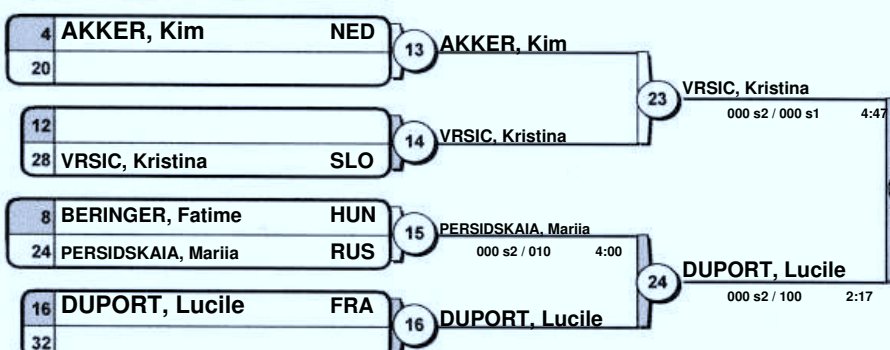 4 AKKER, Kim NED
20
13 AKKER, Kim
12
28 VRSIC, Kristina SLO
14 VRSIC, Kristina
23 VRSIC, Kristina
000 s2 / 000 s1 4:47
8 BERINGER, Fatime HUN
24 PERSIDSKAIA, Mariia RUS
15 PERSIDSKAIA, Mariia
000 s2 / 010 4:00
16 DUPORT, Lucile FRA
32
16 DUPORT, Lucile
24 DUPORT, Lucile
000 s2 / 100 2:17